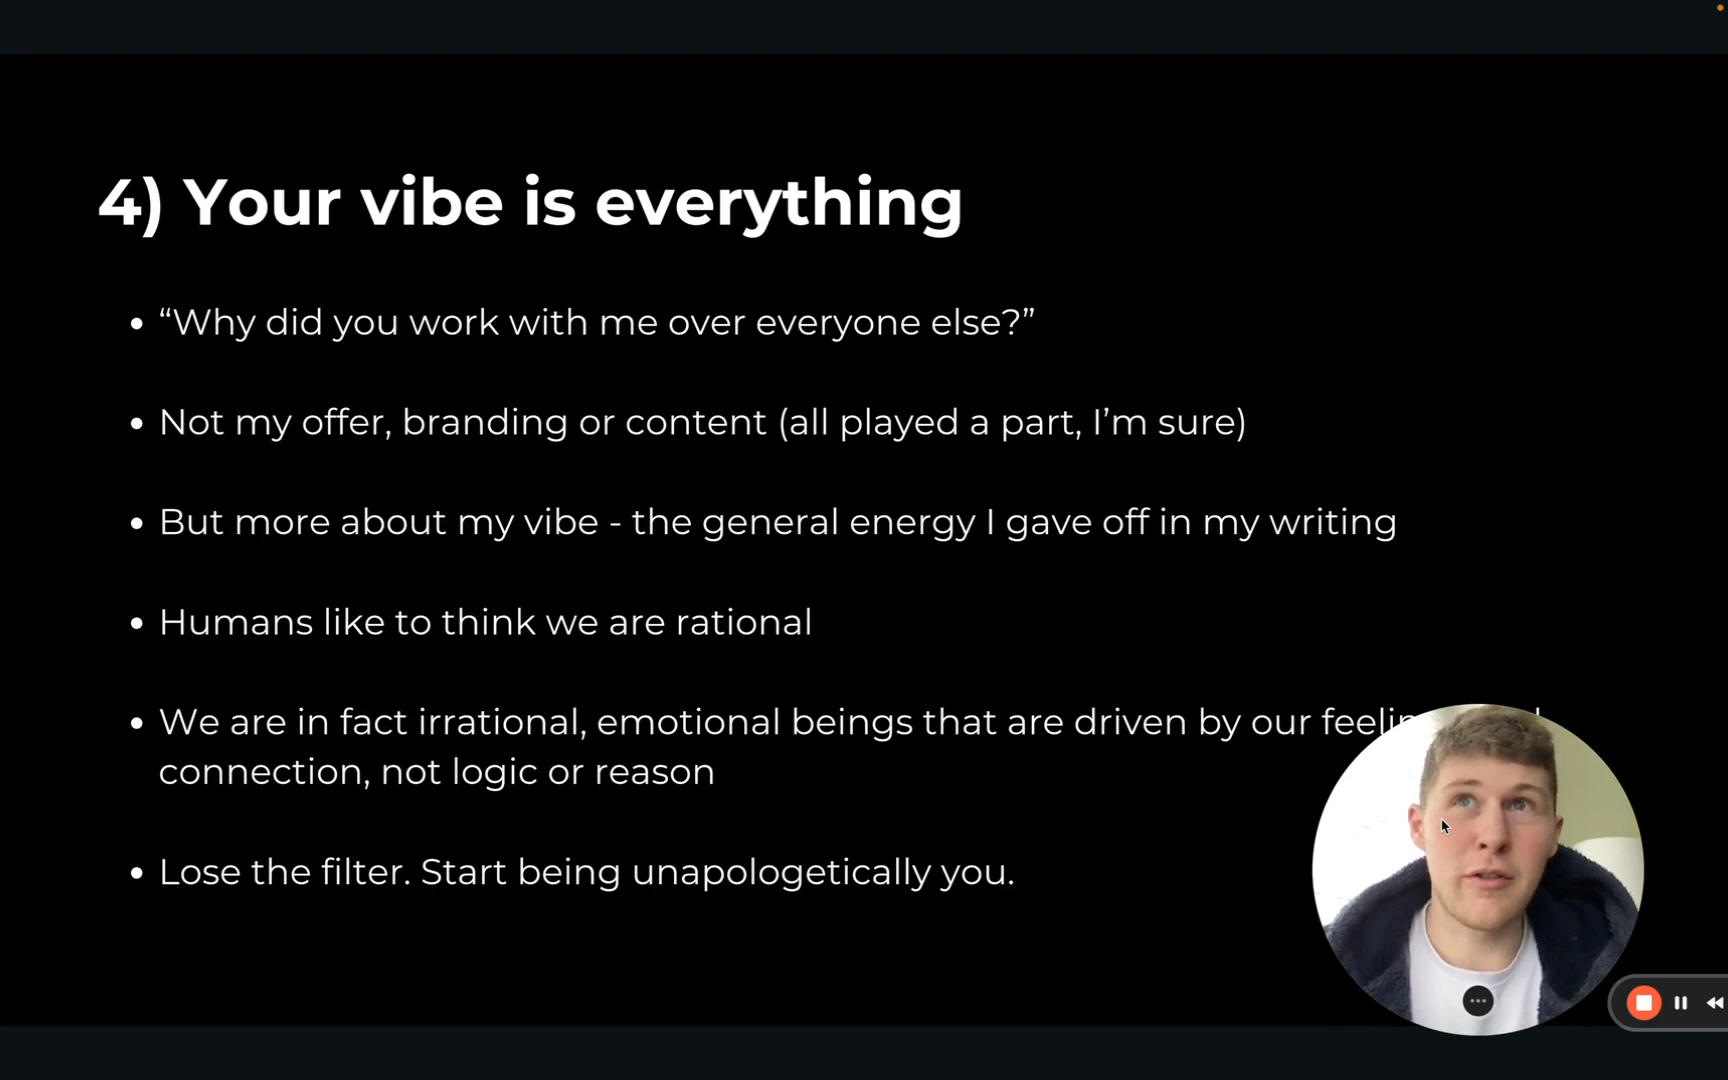 4) Your vibe is everything
• “Why did you work with me over everyone else?”
• Not my offer, branding or content (all played a part, I’m sure)
• But more about my vibe - the general energy I gave off in my writing
• Humans like to think we are rational
• We are in fact irrational, emotional beings that are driven by our
connection, not logic or reason
• Lose the filter. Start being unapologetically you.